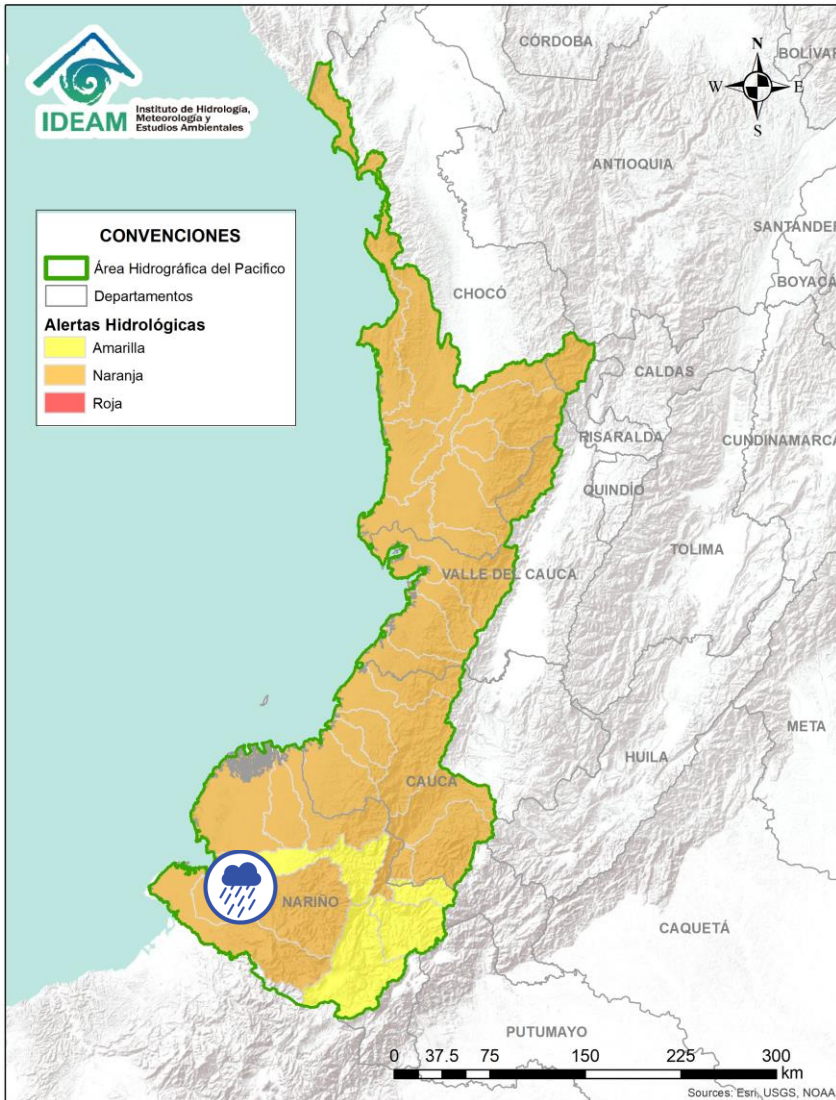 CÓRDOBA
BOLÍVAR
N
W E
S
IDEAM
Instituto de Hidrología,
Meteorología y
Estudios Ambientales
ANTIOQUIA
SANTANDER
CONVENCIONES
Área Hidrográfica del Pacifico
Departamentos
Alertas Hidrológicas
Amarilla
Naranja
Roja
BOYACÁ
CHOCÓ
CALDAS
RISARALDA
CUNDINAMARCA
QUINDÍO
TOLIMA
VALLE DEL CAUCA
META
HUILA
CAUCA
NARIÑO
CAQUETÁ
PUTUMAYO
0 37.5 75 150 225 300
km
Sources: Esri, USGS, NOAA